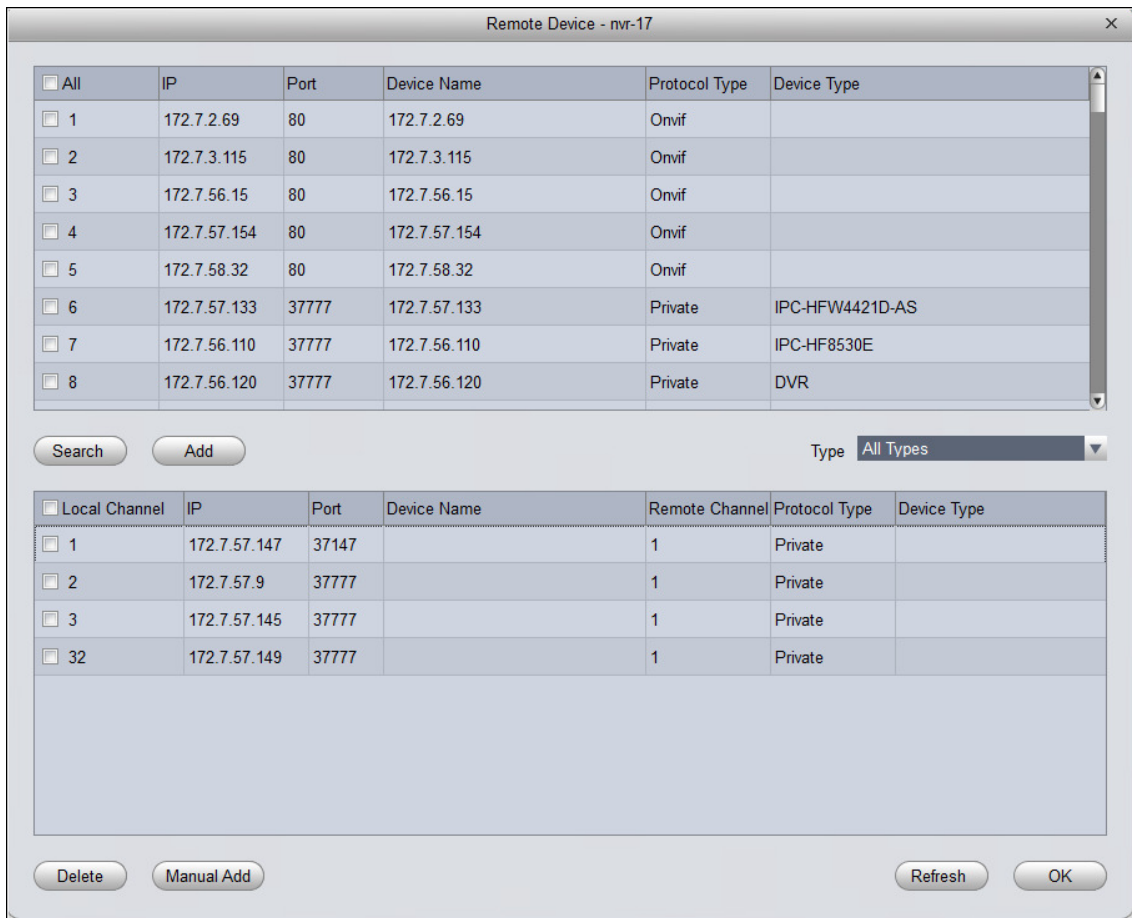 Remote Device - nvr-17
All IP Port Device Name Protocol Type Device Type
1 172.7.2.69 80 172.7.2.69 Onvif
2 172.7.3.115 80 172.7.3.115 Onvif
3 172.7.56.15 80 172.7.56.15 Onvif
4 172.7.57.154 80 172.7.57.154 Onvif
5 172.7.58.32 80 172.7.58.32 Onvif
6 172.7.57.133 37777 172.7.57.133 Private IPC-HFW4421D-AS
7 172.7.56.110 37777 172.7.56.110 Private IPC-HF8530E
8 172.7.56.120 37777 172.7.56.120 Private DVR
Search Add Type All Types
Local Channel IP Port Device Name Remote Channel Protocol Type Device Type
1 172.7.57.147 37147 1 Private
2 172.7.57.9 37777 1 Private
3 172.7.57.145 37777 1 Private
32 172.7.57.149 37777 1 Private
Delete Manual Add Refresh OK